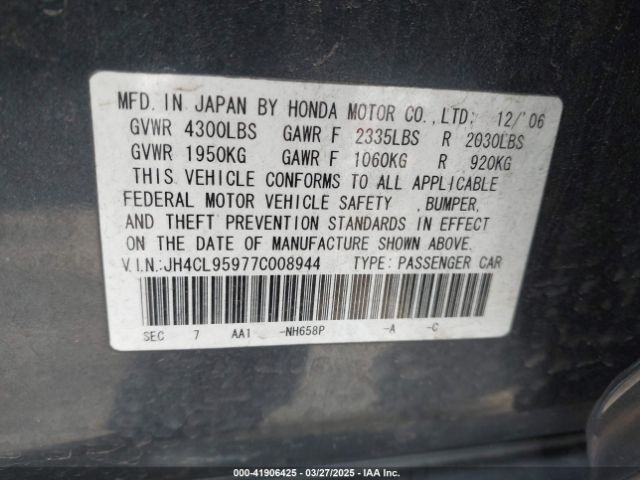 MFD. IN JAPAN BY HONDA MOTOR CO.,LTD; 12/'06
GVWR 4300LBS GAWR F 2335LBS R 2030LBS
GVWR 1950KG GAWR F 1060KG R 920KG
THIS VEHICLE CONFORMS TO ALL APPLICABLE
FEDERAL MOTOR VEHICLE SAFETY ,BUMPER,
AND THEFT PREVENTION STANDARDS IN EFFECT
ON THE DATE OF MANUFACTURE SHOWN ABOVE.
V.I.N.:JH4CL95977C008944 TYPE: PASSENGER CAR
SEC 7 AA1 -NH658P -A -C
© - 41906425 - 03/27/2025 - IAA Inc.